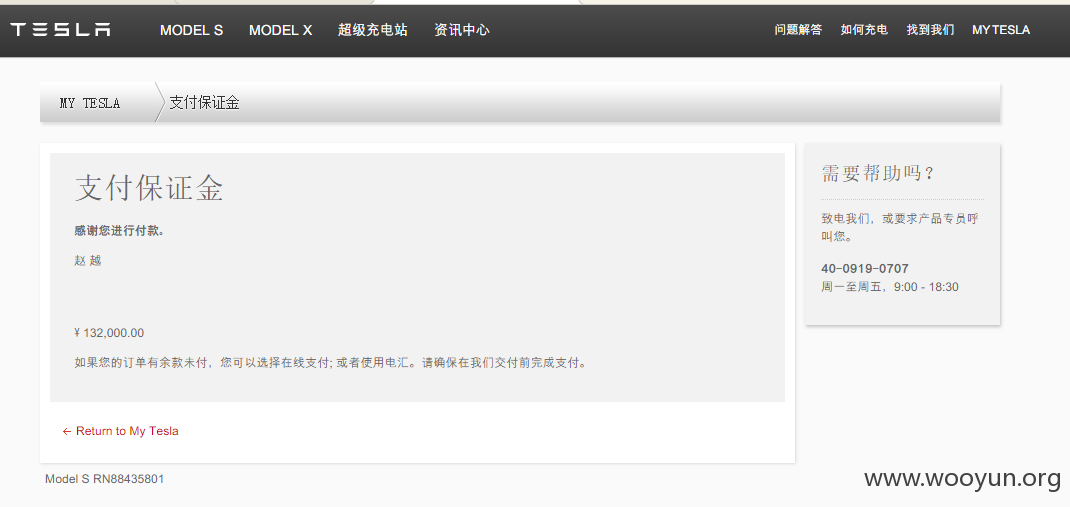 TESLA MODEL S MODEL X 超级充电站 资讯中心 问题解答 如何充电 找到我们 MY TESLA
MY TESLA 支付保证金
支付保证金
感谢您进行付款。
赵 越
¥ 132,000.00
如果您的订单有余款未付，您可以选择在线支付; 或者使用电汇。请确保在我们交付前完成支付。
← Return to My Tesla
需要帮助吗？
致电我们，或要求产品专员呼
叫您。
40-0919-0707
周一至周五，9:00 - 18:30
Model S RN88435801
www.wooyun.org